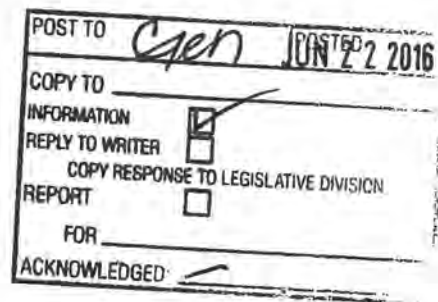 POST TO Gen POSTED
JUN 22 2016
COPY TO
INFORMATION
REPLY TO WRITER
COPY RESPONSE TO LEGISLATIVE DIVISION
REPORT
FOR
ACKNOWLEDGED